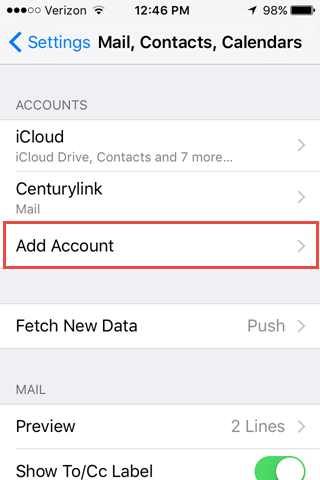 Verizon 12:46 PM 98%
Settings Mail, Contacts, Calendars
ACCOUNTS
iCloud
iCloud Drive, Contacts and 7 more...
Centurylink
Mail
Add Account
Fetch New Data Push
MAIL
Preview 2 Lines
Show To/Cc Label